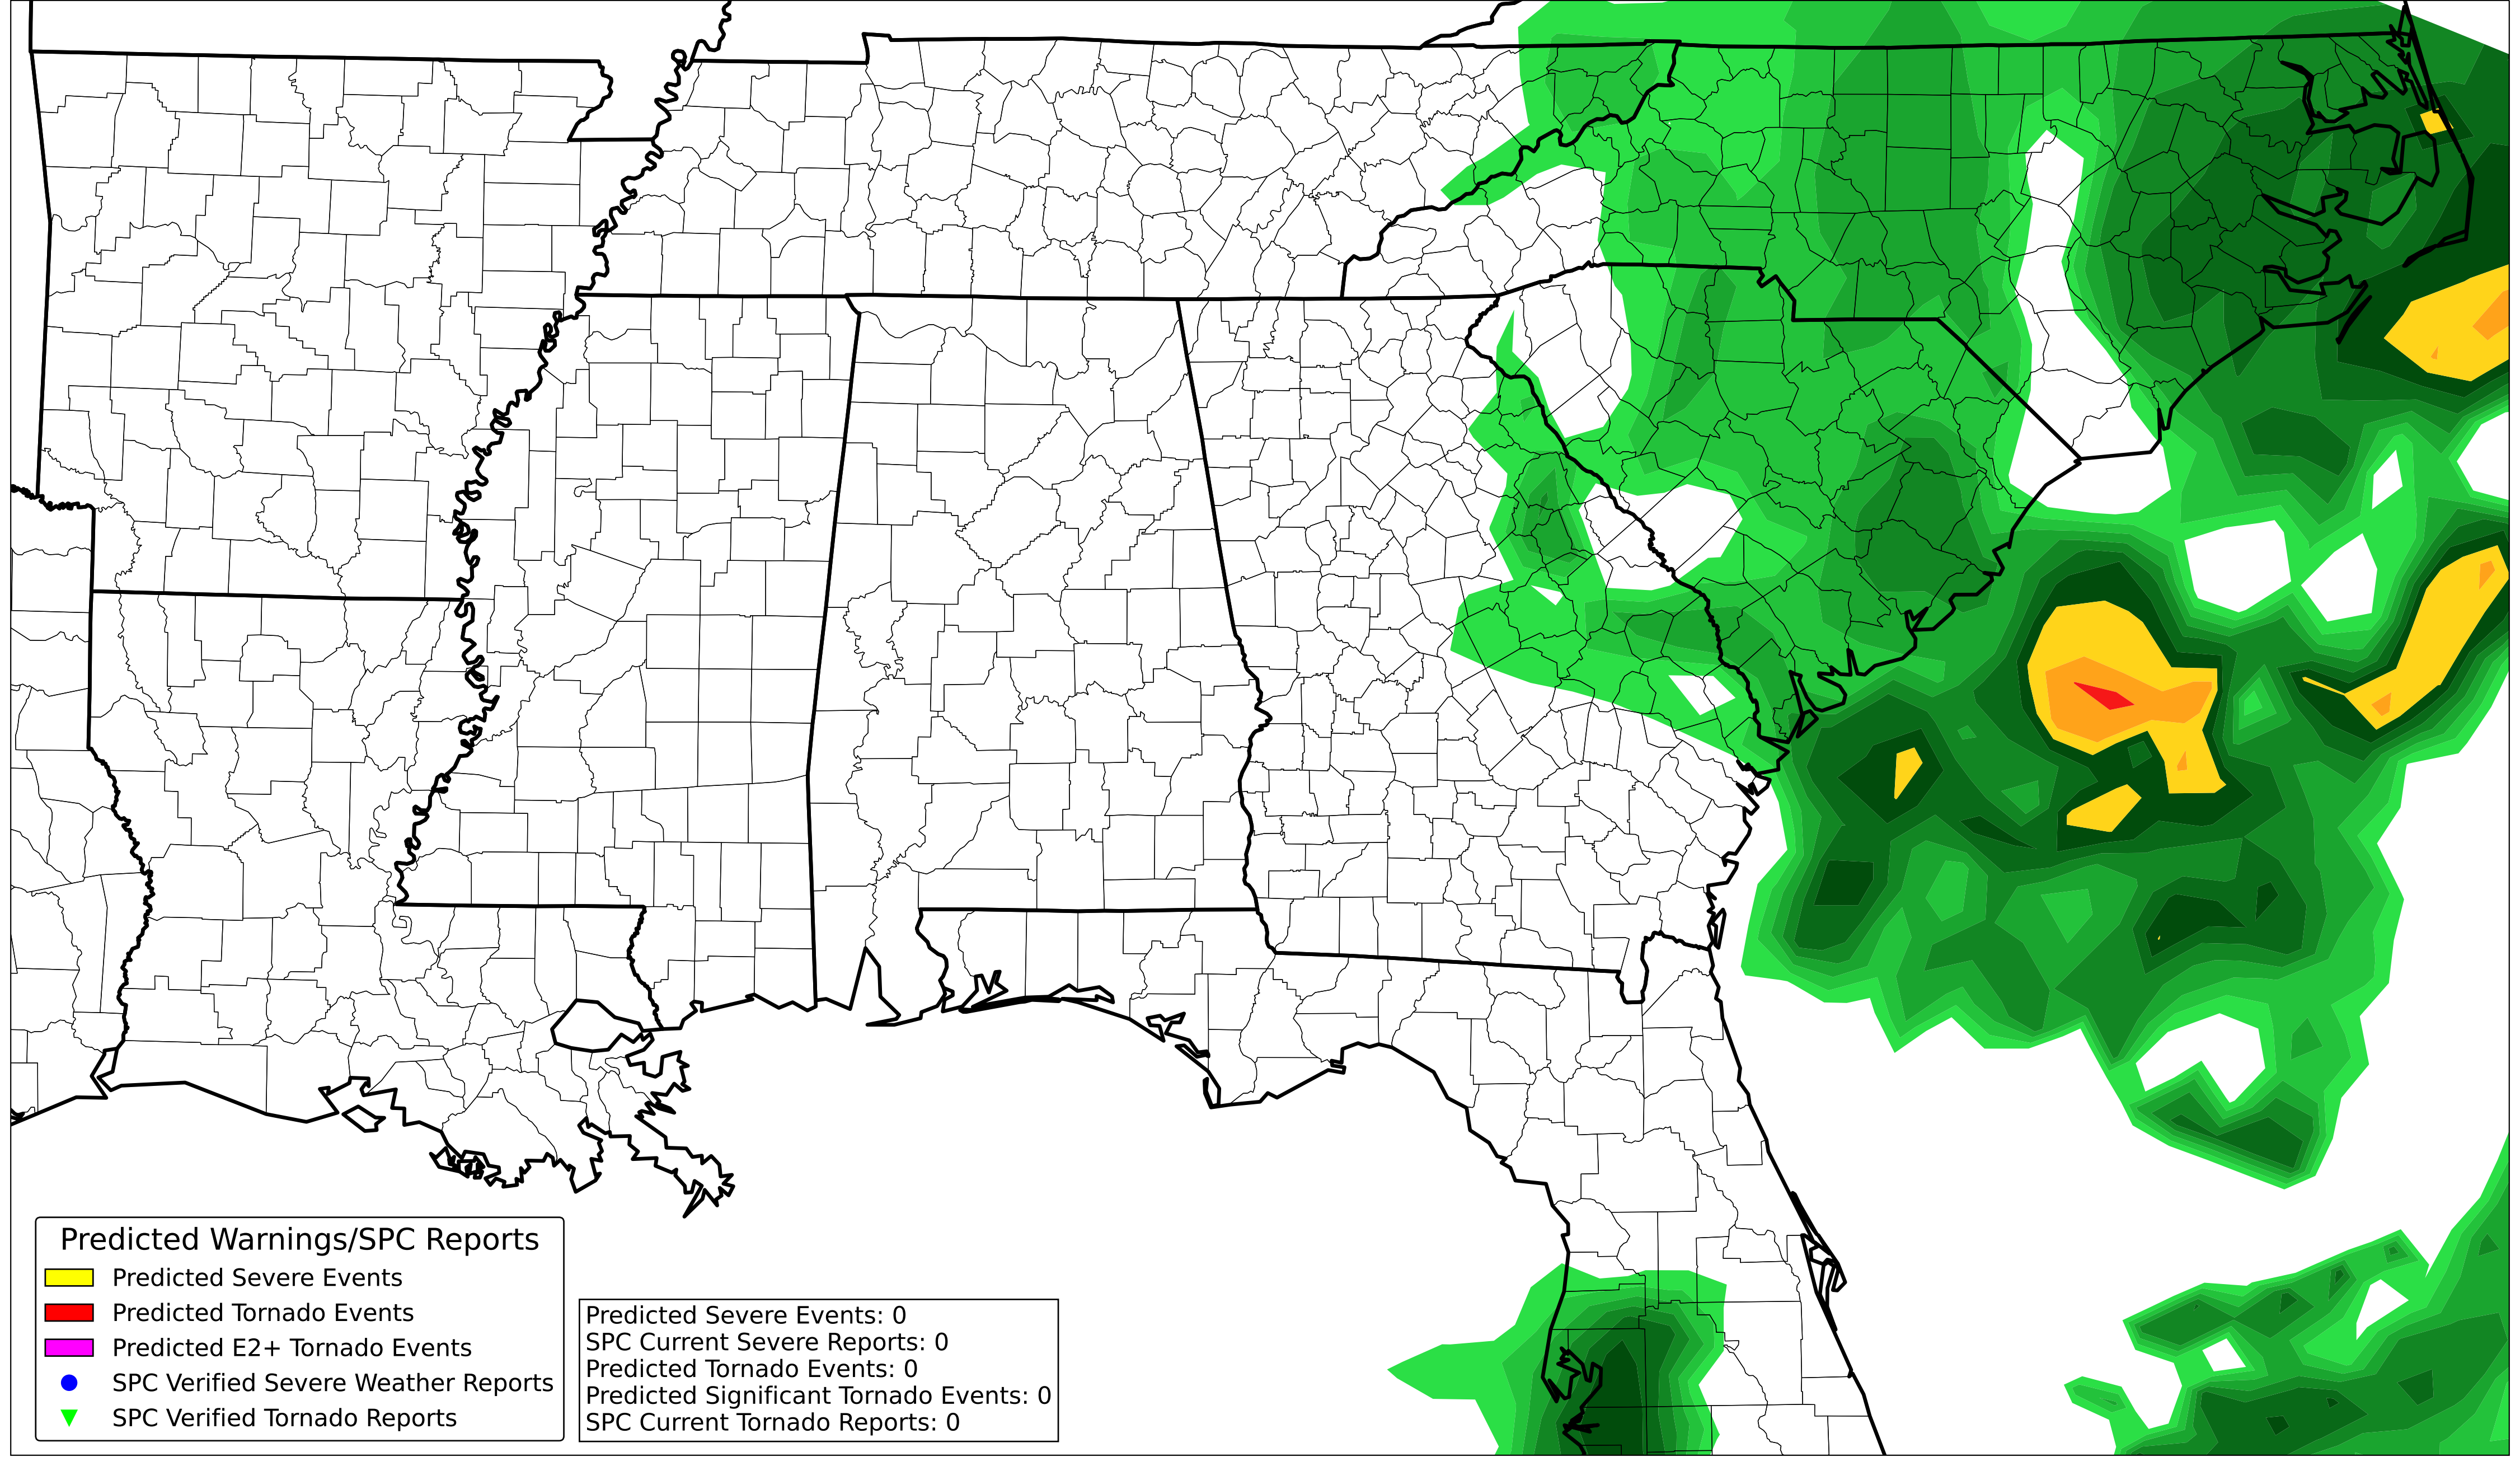 Predicted Warnings/SPC Reports
Predicted Severe Events
Predicted Tornado Events
Predicted E2+ Tornado Events
SPC Verified Severe Weather Reports
SPC Verified Tornado Reports
Predicted Severe Events: 0
SPC Current Severe Reports: 0
Predicted Tornado Events: 0
Predicted Significant Tornado Events: 0
SPC Current Tornado Reports: 0